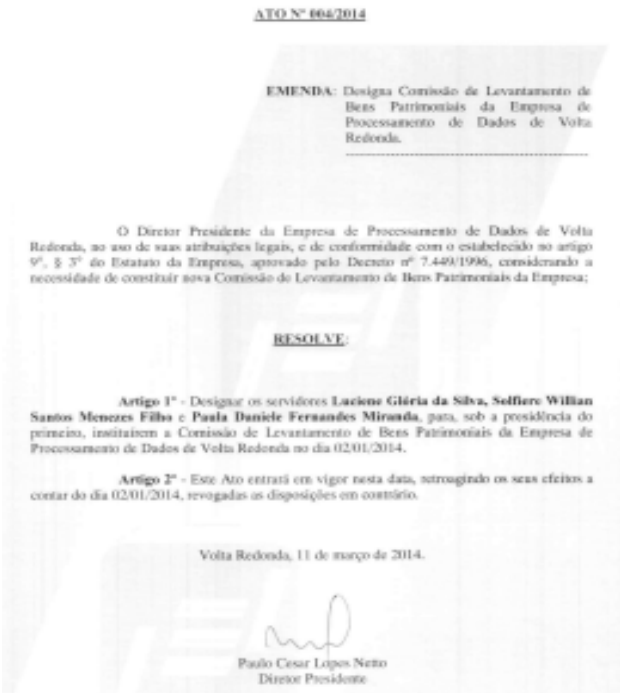 ATO Nº 004/2014
EMENDA: Designa Comissão de Levantamento de
Bens Patrimoniais da Empresa de
Processamento de Dados de Volta
Redonda.
--------------------------------------------------
O Diretor Presidente da Empresa de Processamento de Dados de Volta
Redonda, no uso de suas atribuições legais, e de conformidade com o estabelecido no artigo
9º, § 3º do Estatuto da Empresa, aprovado pelo Decreto nº 7.449/1996, considerando a
necessidade de constituir nova Comissão de Levantamento de Bens Patrimoniais da Empresa;
RESOLVE:
Artigo 1º - Designar os servidores Luciene Glória da Silva, Solfiere Willian
Santos Menezes Filho e Paula Daniele Fernandes Miranda, para, sob a presidência do
primeiro, instituírem a Comissão de Levantamento de Bens Patrimoniais da Empresa de
Processamento de Dados de Volta Redonda no dia 02/01/2014.
Artigo 2º - Este Ato entrará em vigor nesta data, retroagindo os seus efeitos a
contar do dia 02/01/2014, revogadas as disposições em contrário.
Volta Redonda, 11 de março de 2014.
Paulo Cesar Lopes Netto
Diretor Presidente